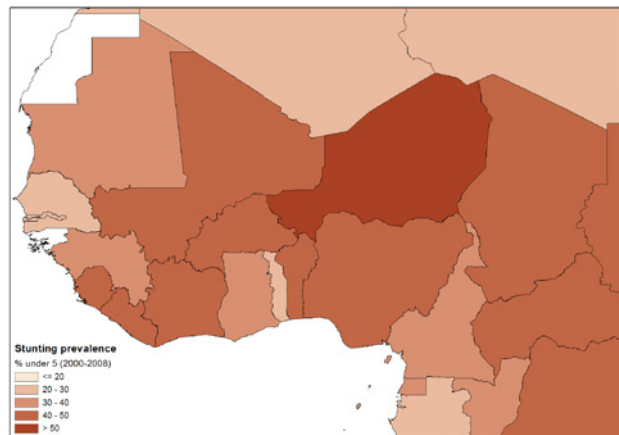 Stunting prevalence
% under 5 (2000-2008)
<= 20
20 - 30
30 - 40
40 - 50
> 50